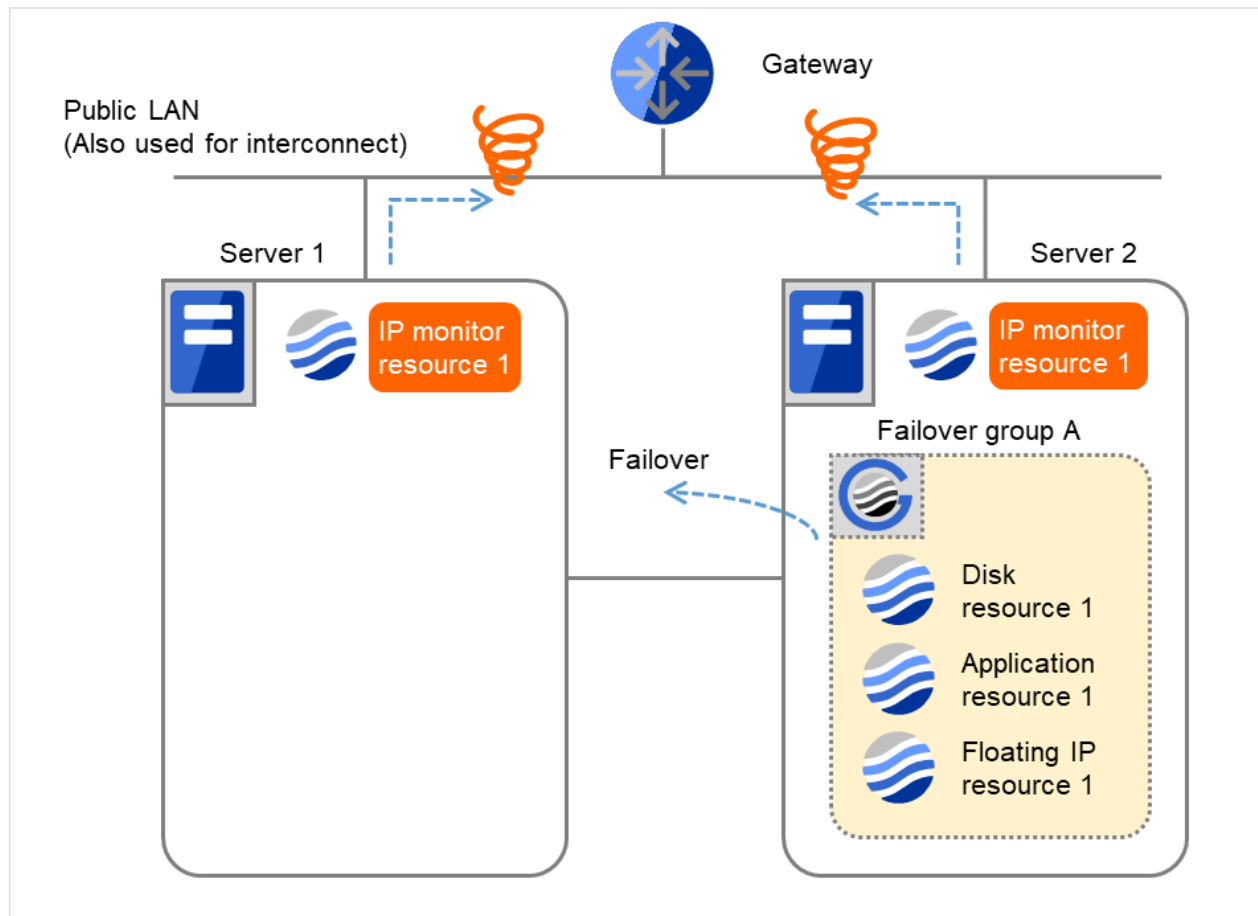 Gateway
Public LAN
(Also used for interconnect)
Server 1
Server 2
IP monitor
resource 1
IP monitor
resource 1
Failover group A
Failover
Disk
resource 1
Application
resource 1
Floating IP
resource 1